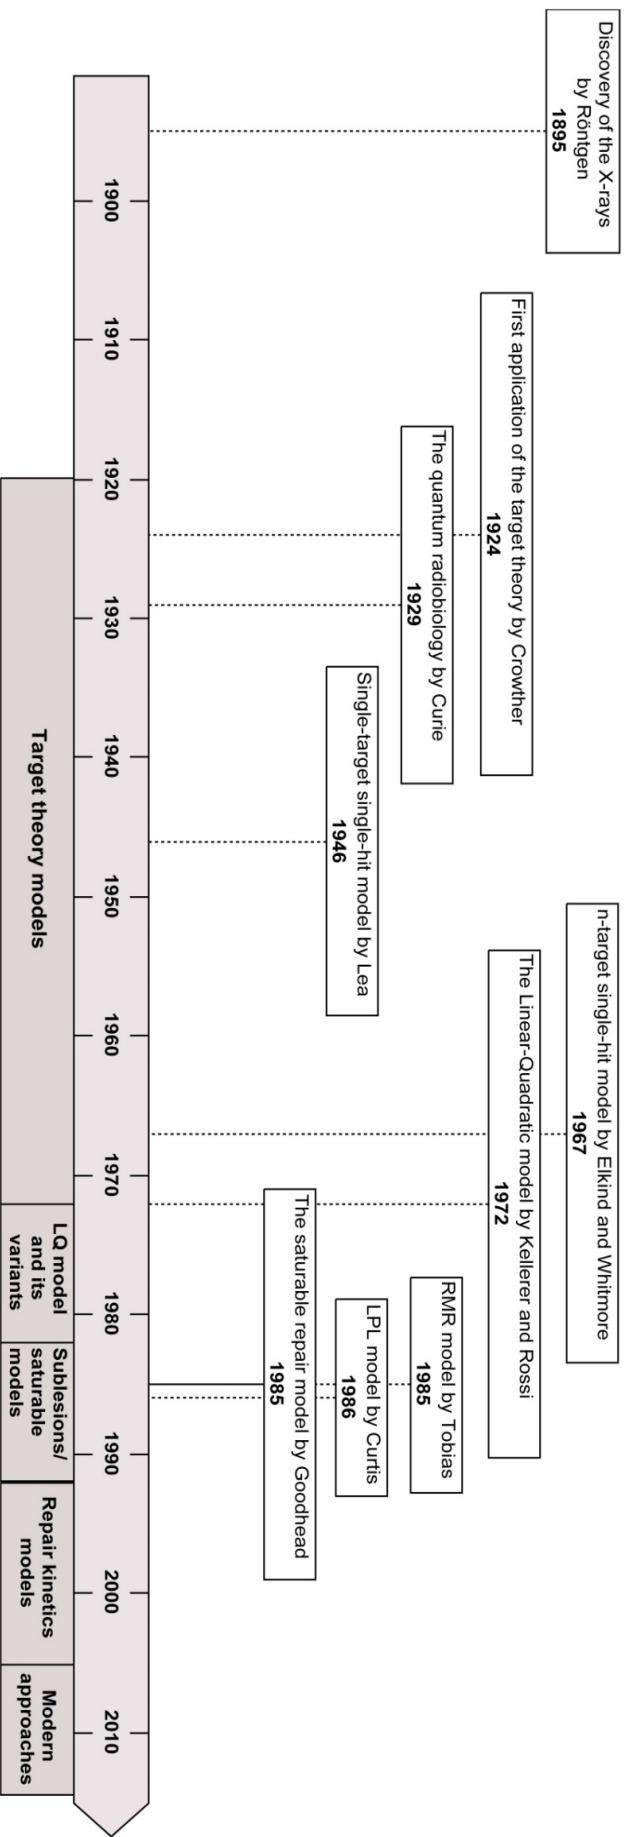 Discovery of the X-rays
by Röntgen
1895
First application of the target theory by Crowther
1924
The quantum radiobiology by Curie
1929
Single-target single-hit model by Lea
1946
n-target single-hit model by Elkind and Whitmore
1967
The Linear-Quadratic model by Kellerer and Rossi
1972
RMR model by Tobias
1985
LPL model by Curtis
1986
The saturable repair model by Goodhead
1985
1900
1910
1920
1930
1940
1950
1960
1970
1980
1990
2000
2010
Target theory models
LQ model
and its
variants
Sublesions/
saturable
models
Repair kinetics
models
Modern
approaches